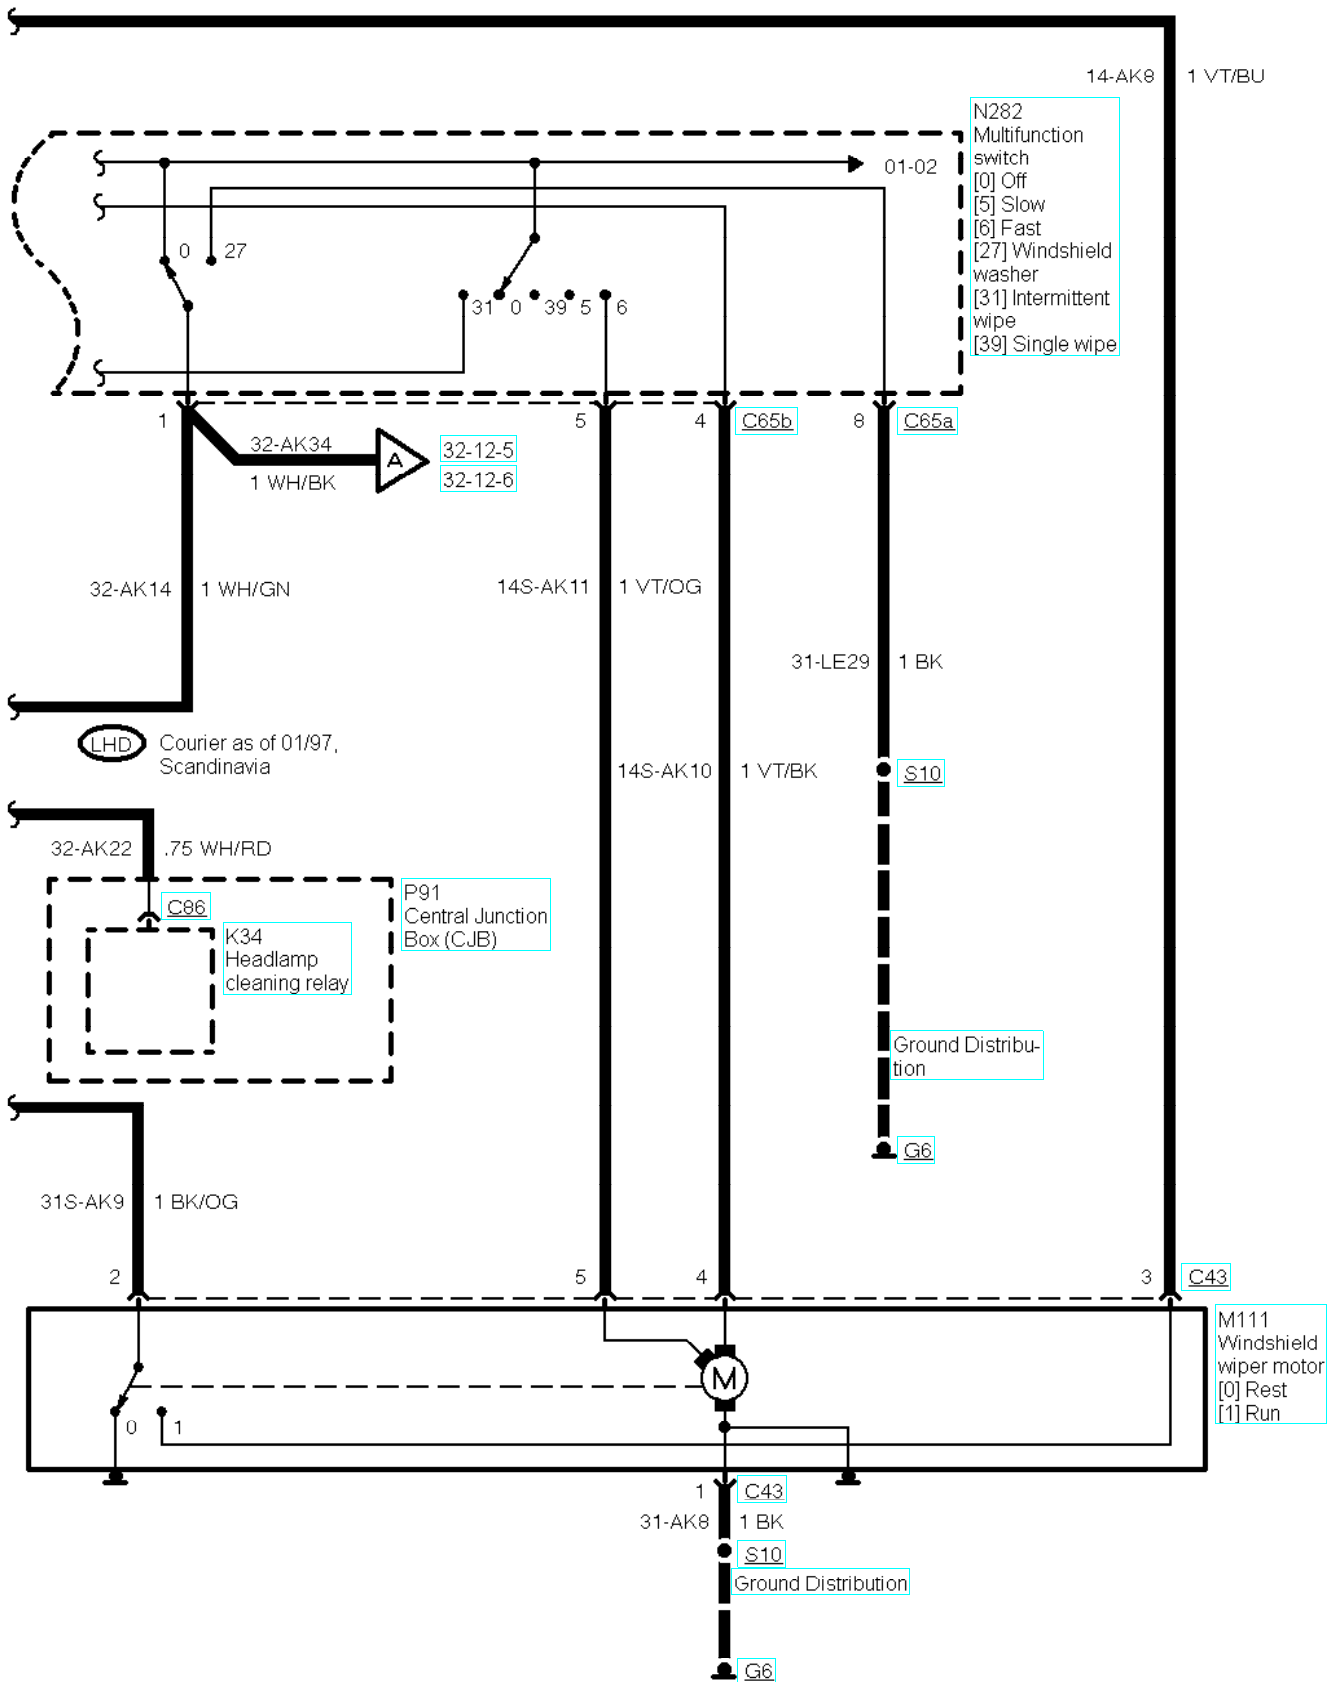 14-AK8 1 VT/BU
N282
Multifunction
switch
[0] Off
[5] Slow
[6] Fast
[27] Windshield
washer
[31] Intermittent
wipe
[39] Single wipe
01-02
0 27
31 0 39 5 6
1 5 4 C65b 8 C65a
32-AK34
1 WH/BK
A
32-12-5
32-12-6
32-AK14 1 WH/GN
14S-AK11 1 VT/OG
31-LE29 1 BK
LHD Courier as of 01/97,
Scandinavia
14S-AK10 1 VT/BK
S10
32-AK22 .75 WH/RD
P91
Central Junction
Box (CJB)
C86
K34
Headlamp
cleaning relay
Ground Distribu-
tion
G6
31S-AK9 1 BK/OG
2 5 4 3 C43
M111
Windshield
wiper motor
[0] Rest
[1] Run
M
0 1
1 C43
31-AK8 1 BK
S10
Ground Distribution
G6